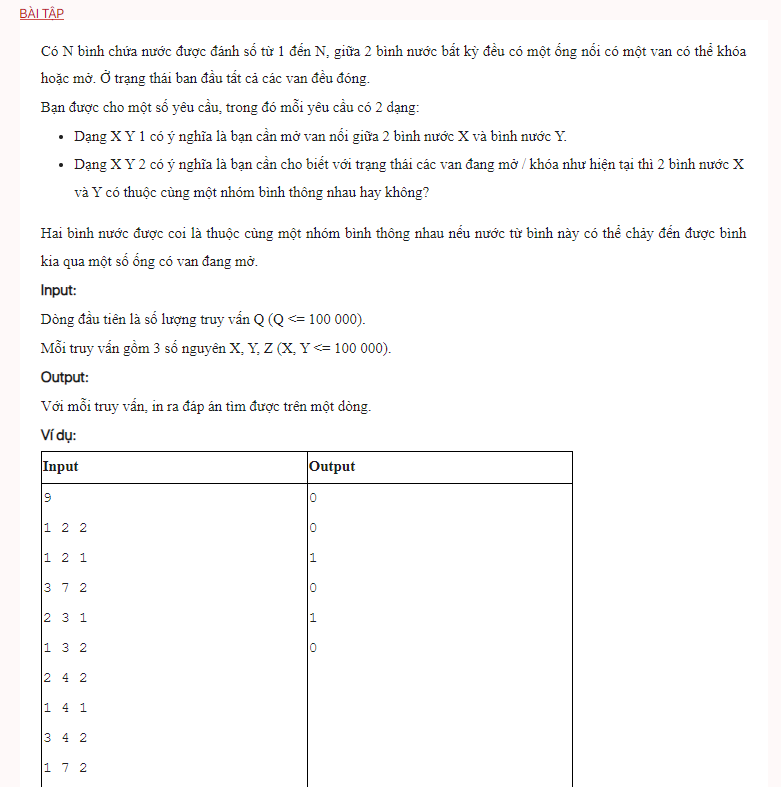 BÀI TẬP
Có N bình chứa nước được đánh số từ 1 đến N, giữa 2 bình nước bất kỳ đều có một ống nối có một van có thể khóa
hoặc mở. Ở trạng thái ban đầu tất cả các van đều đóng.
Bạn được cho một số yêu cầu, trong đó mỗi yêu cầu có 2 dạng:
• Dạng X Y 1 có ý nghĩa là bạn cần mở van nối giữa 2 bình nước X và bình nước Y.
• Dạng X Y 2 có ý nghĩa là bạn cần cho biết với trạng thái các van đang mở / khóa như hiện tại thì 2 bình nước X
và Y có thuộc cùng một nhóm bình thông nhau hay không?
Hai bình nước được coi là thuộc cùng một nhóm bình thông nhau nếu nước từ bình này có thể chảy đến được bình
kia qua một số ống có van đang mở.
Input:
Dòng đầu tiên là số lượng truy vấn Q (Q <= 100 000).
Mỗi truy vấn gồm 3 số nguyên X, Y, Z (X, Y <= 100 000).
Output:
Với mỗi truy vấn, in ra đáp án tìm được trên một dòng.
Ví dụ:
Input Output
9 0
1 2 2 0
1 2 1 1
3 7 2 0
2 3 1 1
1 3 2 0
2 4 2
1 4 1
3 4 2
1 7 2